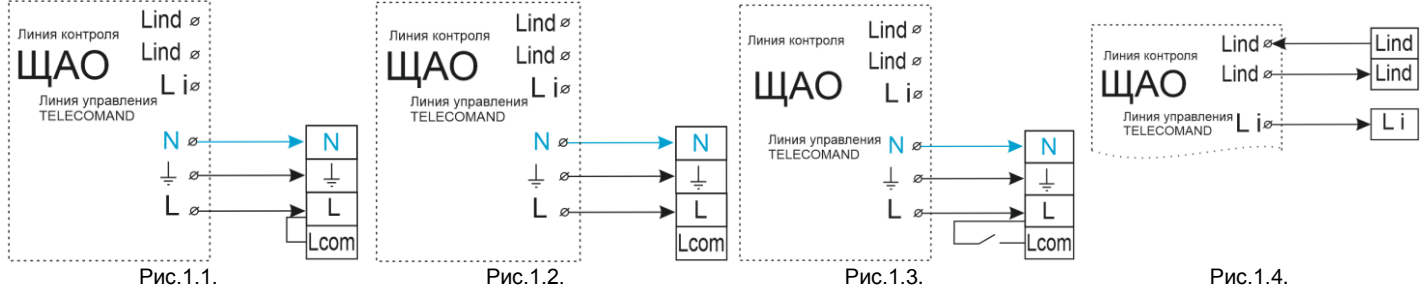 Lind
Линия контроля
Lind
ЩАО
L i
Линия управления
TELECOMAND
N
N
L
L
Lcom
Рис.1.1.
Lind
Линия контроля
Lind
ЩАО
L i
Линия управления
TELECOMAND
N
N
L
L
Lcom
Рис.1.2.
Lind
Линия контроля
Lind
ЩАО
L i
Линия управления
TELECOMAND
N
N
L
L
Lcom
Рис.1.3.
Линия контроля
Lind
Lind
ЩАО
Lind
Lind
Линия управления
TELECOMAND
L i
L i
Рис.1.4.